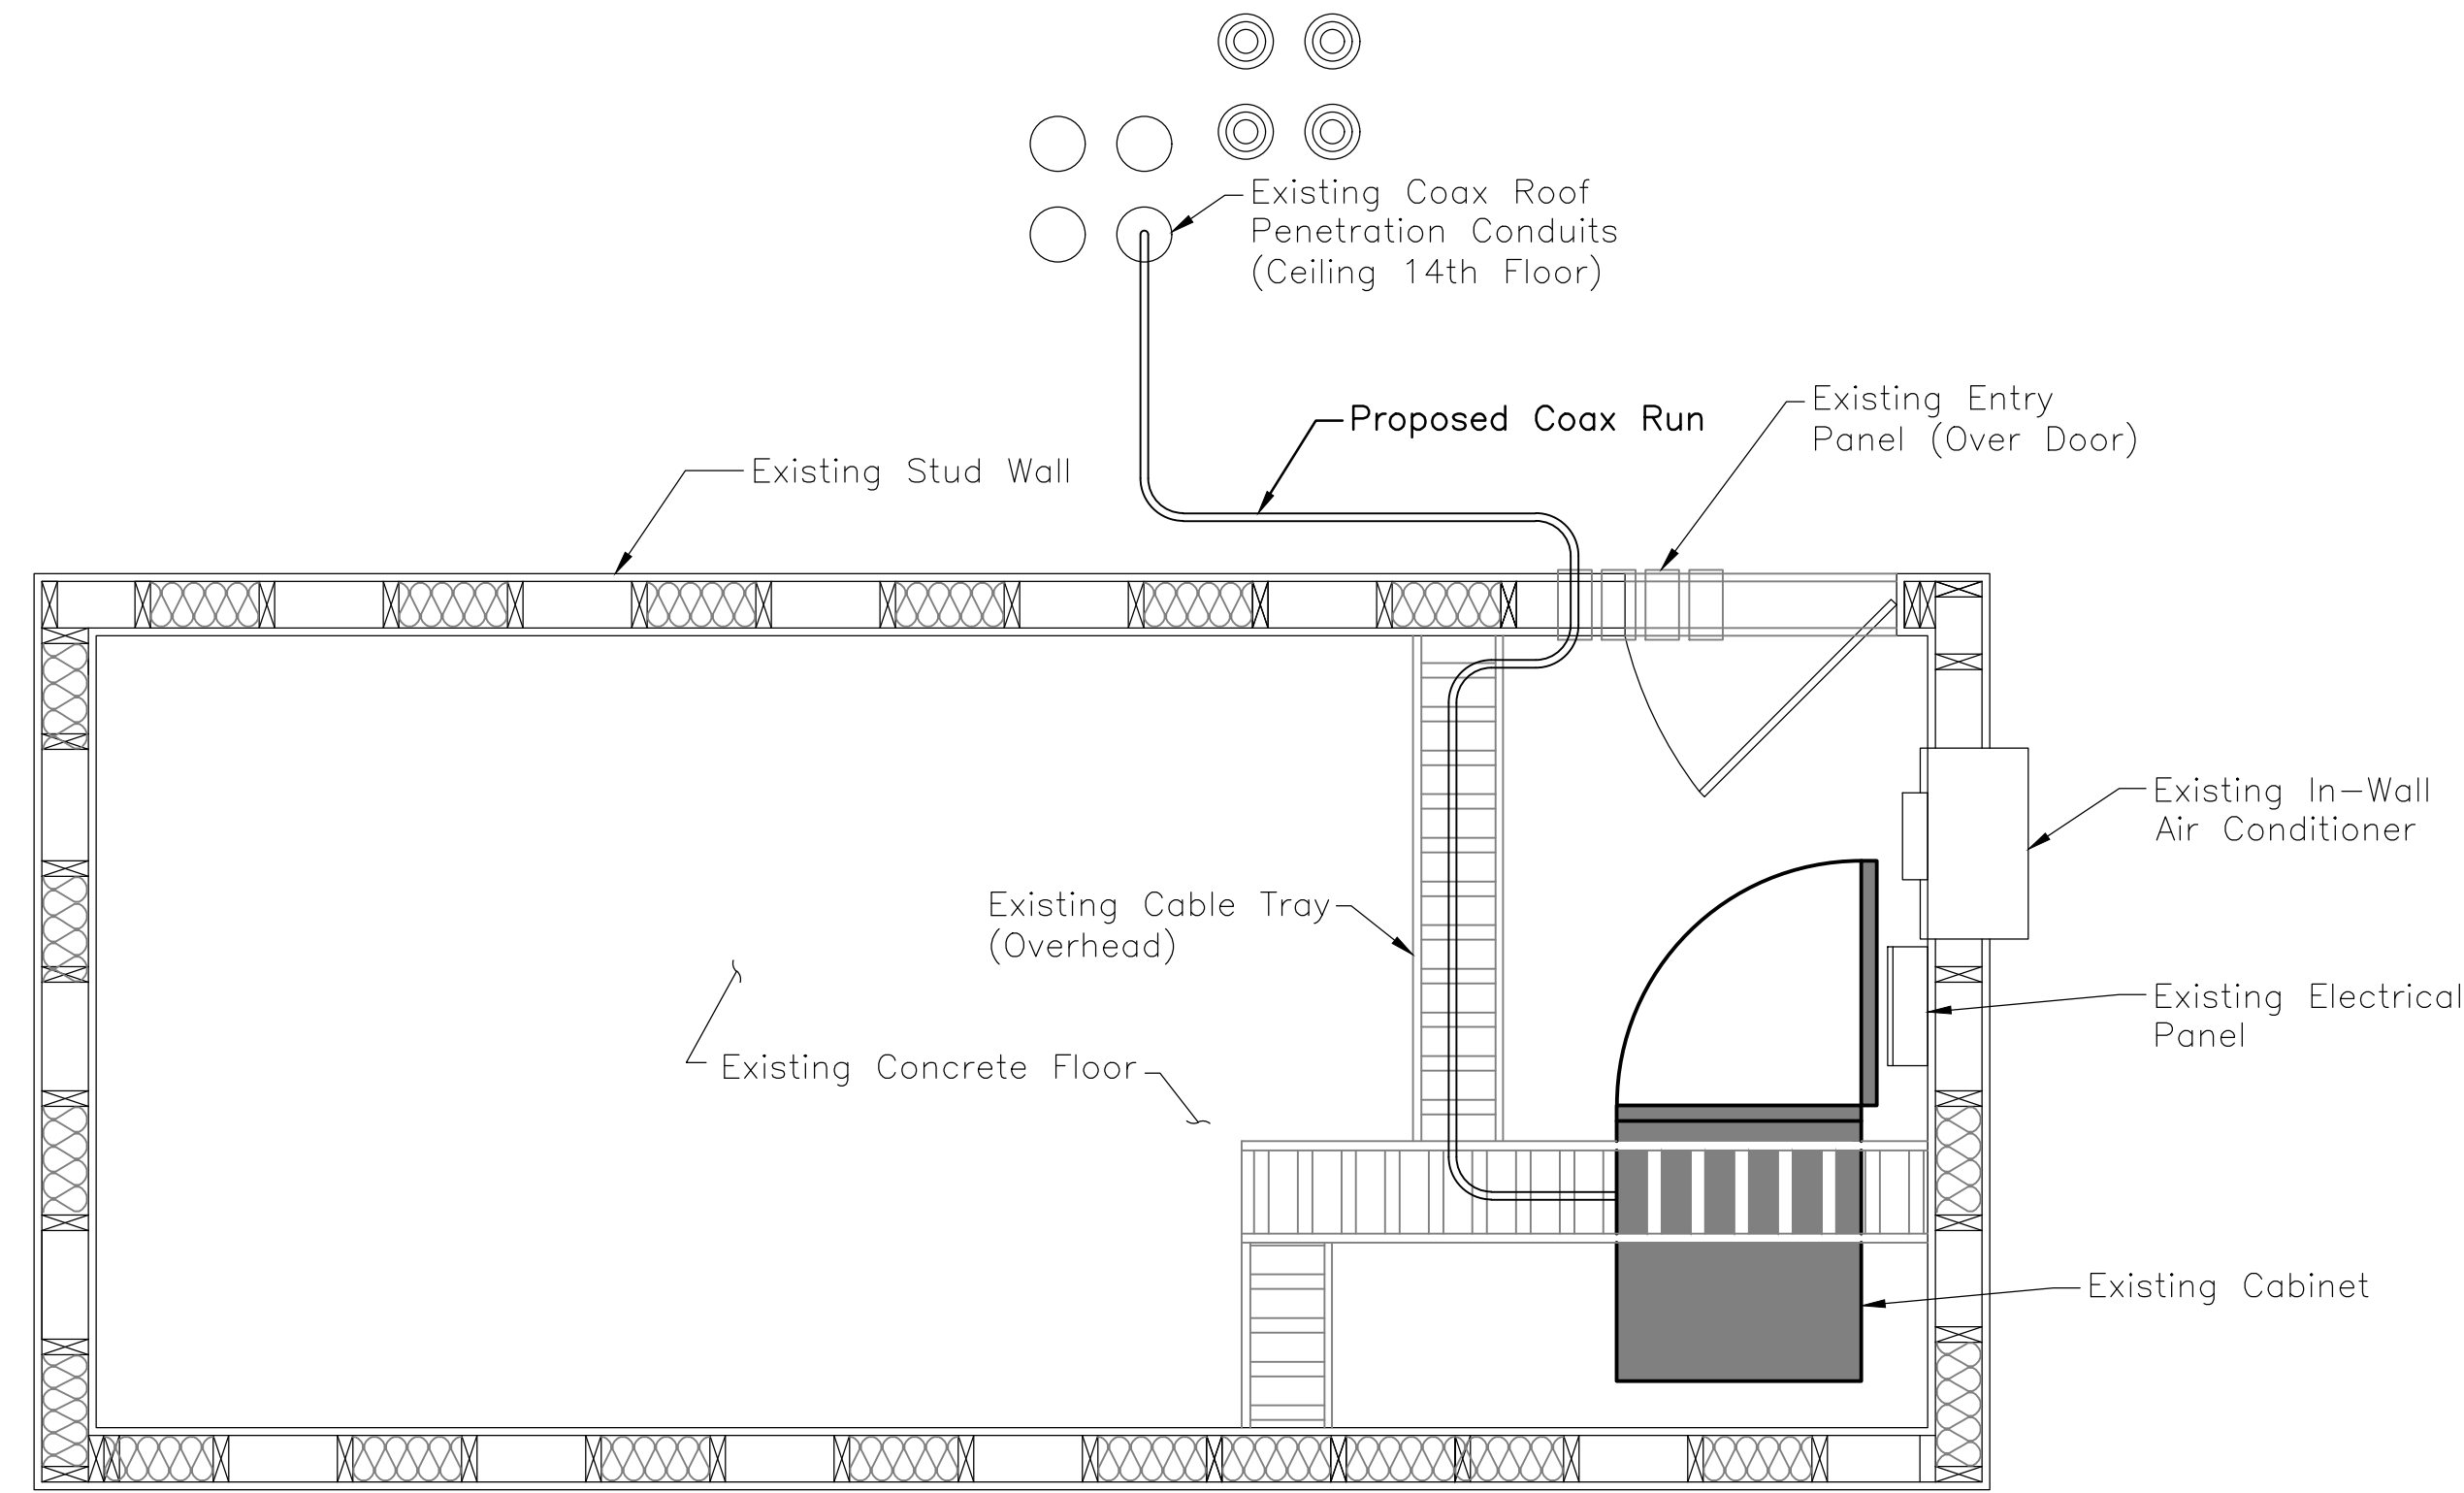 Existing Coax Roof
Penetration Conduits
(Ceiling 14th Floor)
Existing Entry
Panel (Over Door)
Proposed Coax Run
Existing Stud Wall
Existing In-Wall
Air Conditioner
Existing Cable Tray
(Overhead)
Existing Electrical
Panel
Existing Concrete Floor
Existing Cabinet